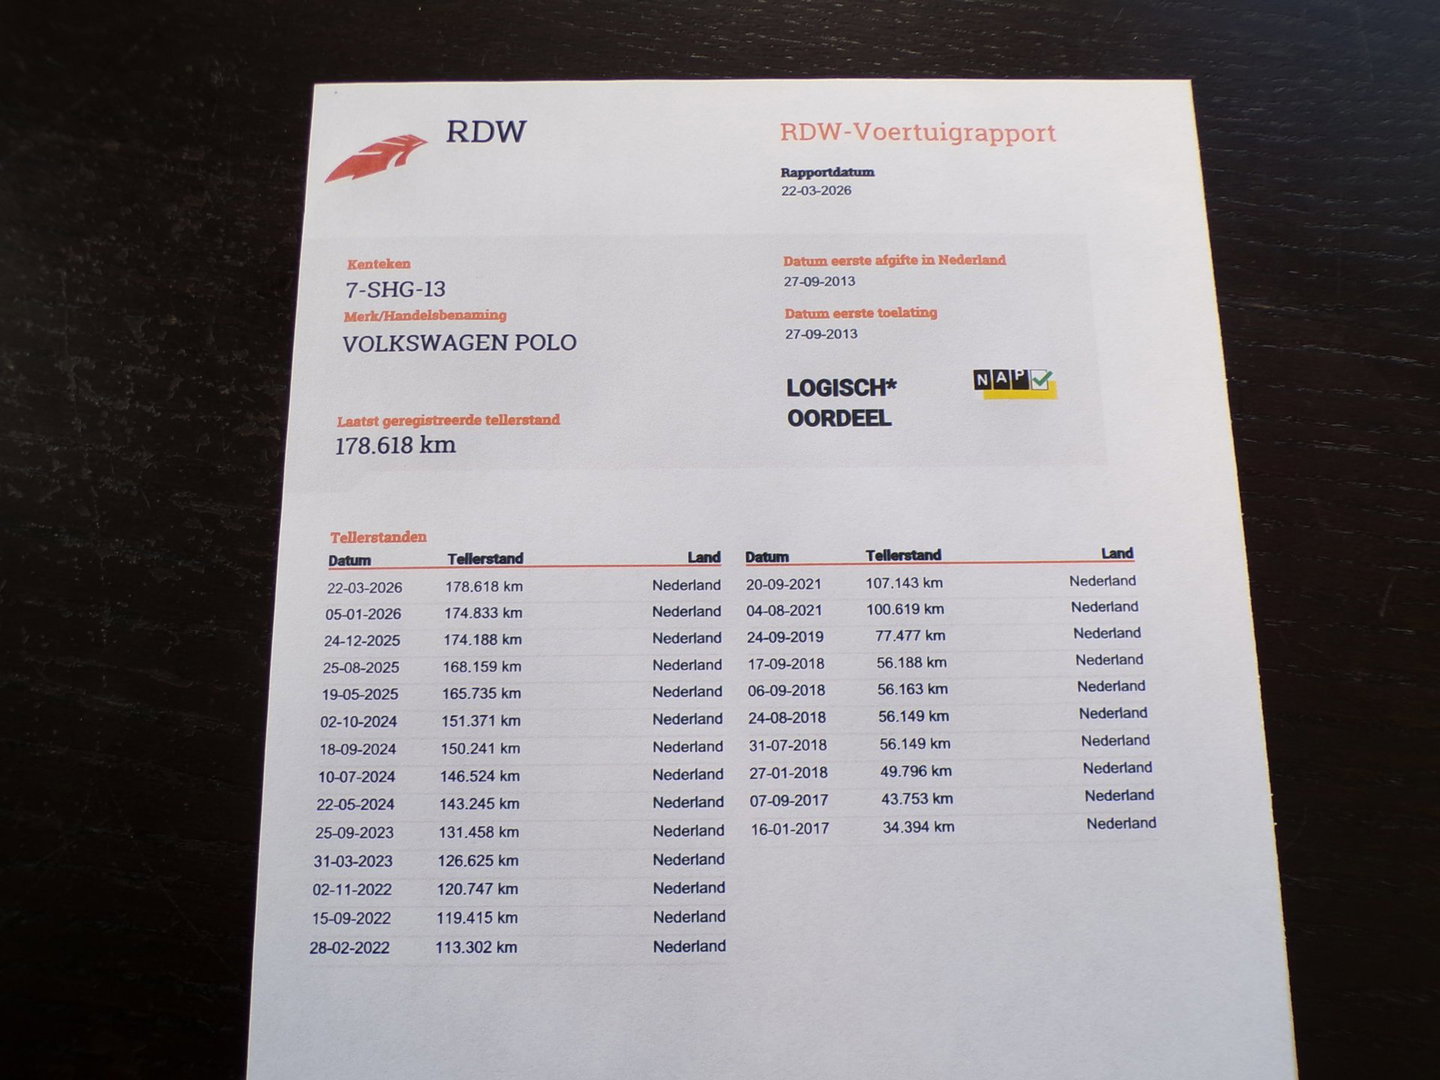 RDW
RDW-Voertuigrapport
Rapportdatum
22-03-2026
Kenteken
7-SHG-13
Merk/Handelsbenaming
VOLKSWAGEN POLO
Laatst geregistreerde tellerstand
178.618 km
Datum eerste afgifte in Nederland
27-09-2013
Datum eerste toelating
27-09-2013
LOGISCH*
OORDEEL
NAP
Tellerstanden
Datum Tellerstand Land
22-03-2026 178.618 km Nederland
05-01-2026 174.833 km Nederland
24-12-2025 174.188 km Nederland
25-08-2025 168.159 km Nederland
19-05-2025 165.735 km Nederland
02-10-2024 151.371 km Nederland
18-09-2024 150.241 km Nederland
10-07-2024 146.524 km Nederland
22-05-2024 143.245 km Nederland
25-09-2023 131.458 km Nederland
31-03-2023 126.625 km Nederland
02-11-2022 120.747 km Nederland
15-09-2022 119.415 km Nederland
28-02-2022 113.302 km Nederland
Datum Tellerstand Land
20-09-2021 107.143 km Nederland
04-08-2021 100.619 km Nederland
24-09-2019 77.477 km Nederland
17-09-2018 56.188 km Nederland
06-09-2018 56.163 km Nederland
24-08-2018 56.149 km Nederland
31-07-2018 56.149 km Nederland
27-01-2018 49.796 km Nederland
07-09-2017 43.753 km Nederland
16-01-2017 34.394 km Nederland